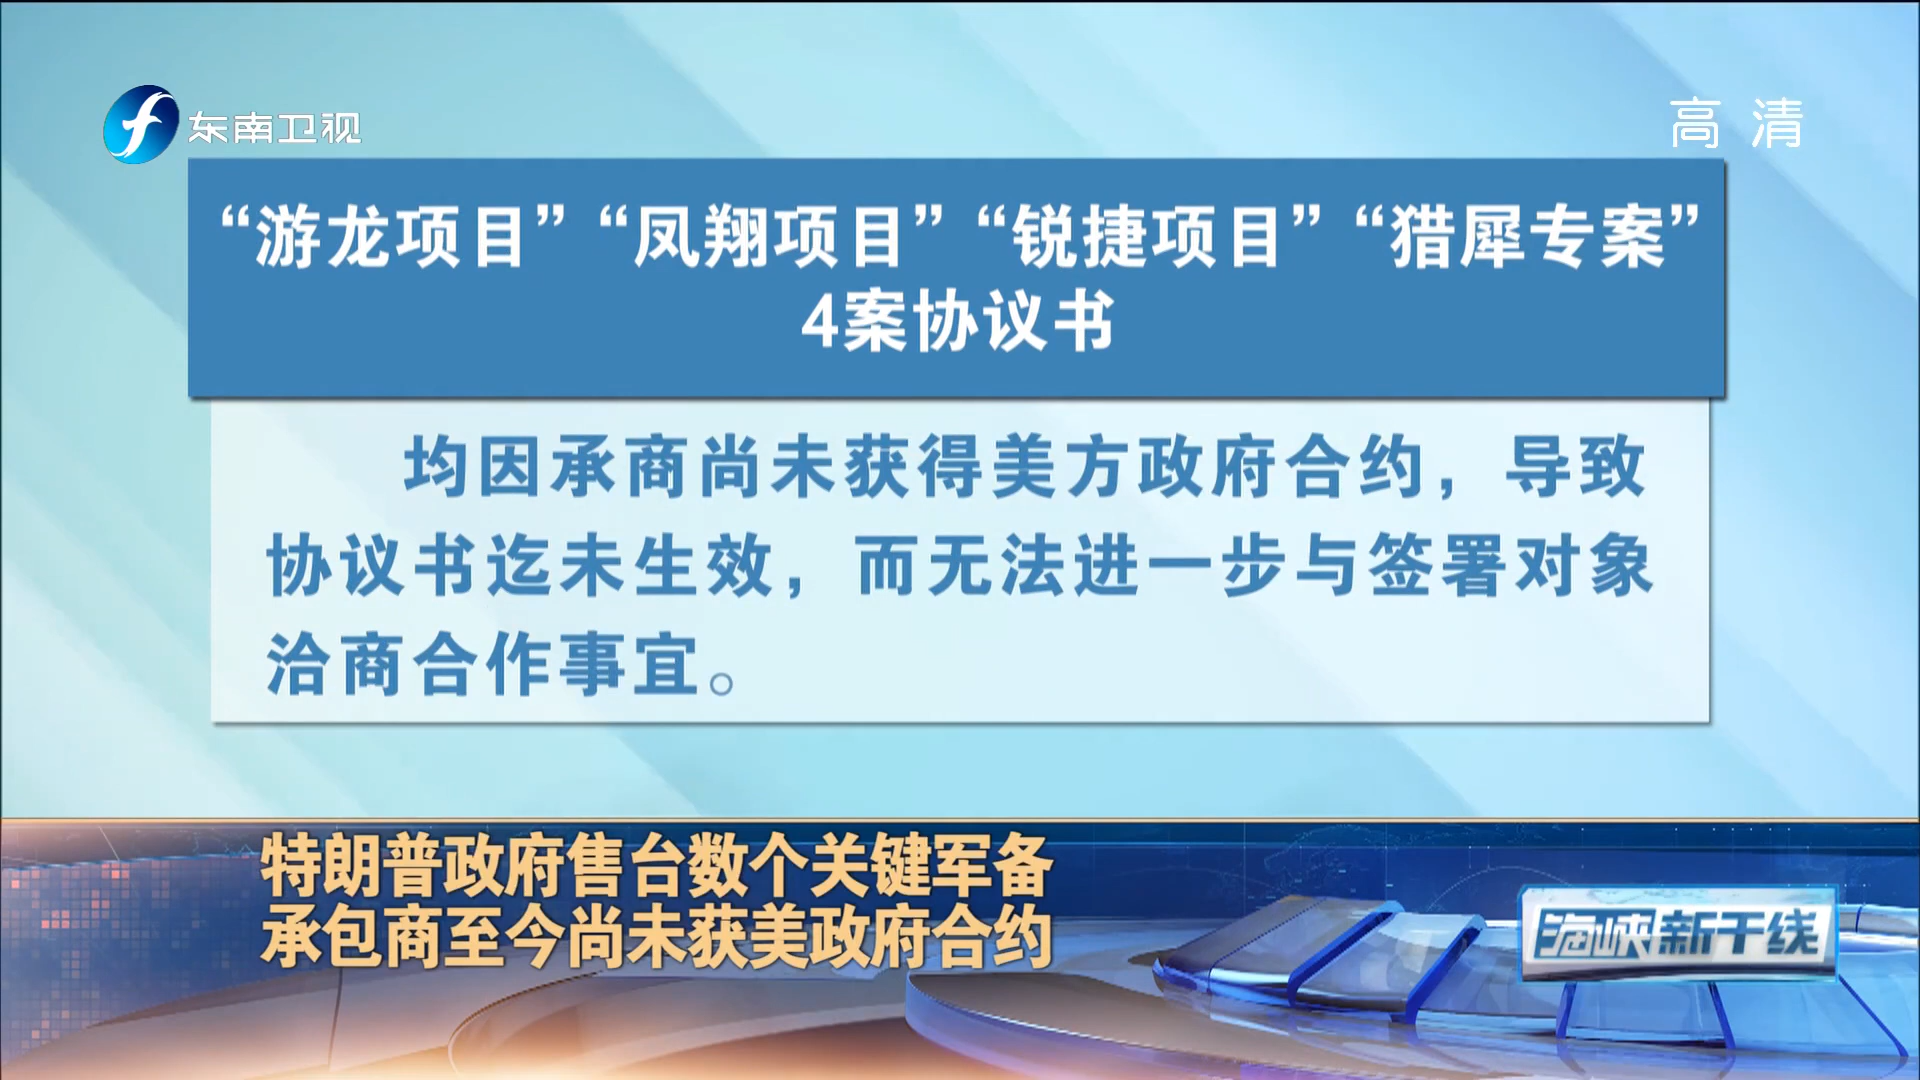 东南卫视
高清
“游龙项目”“凤翔项目”“锐捷项目”“猎犀专案”
4案协议书
均因承商尚未获得美方政府合约，导致
协议书迄未生效，而无法进一步与签署对象
洽商合作事宜。
特朗普政府售台数个关键军备
承包商至今尚未获美政府合约
海峡新干线